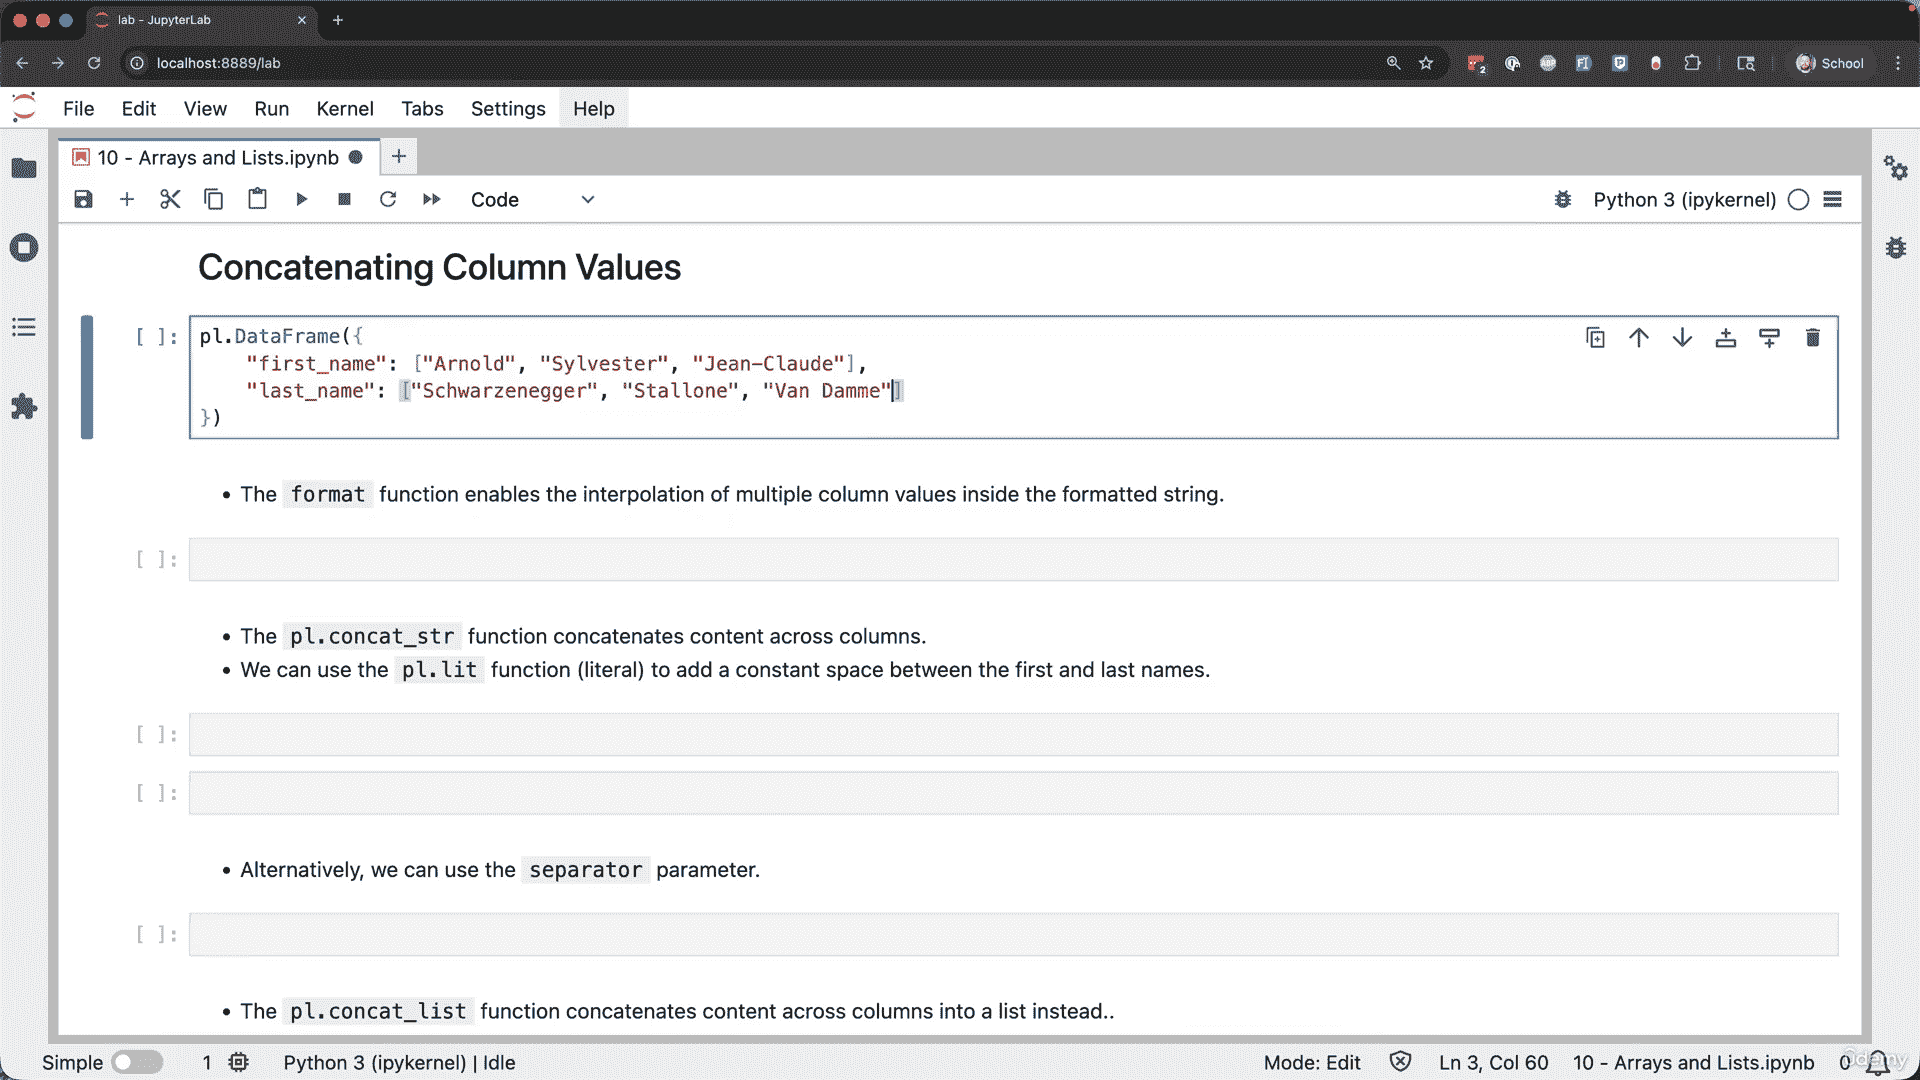 lab - JupyterLab
localhost:8889/lab
2
ABP
School
File Edit View Run Kernel Tabs Settings Help
10 - Arrays and Lists.ipynb
Code
Python 3 (ipykernel)
Concatenating Column Values
[ ]:
pl.DataFrame({
"first_name": ["Arnold", "Sylvester", "Jean-Claude"],
"last_name": ["Schwarzenegger", "Stallone", "Van Damme"]
})
• The format function enables the interpolation of multiple column values inside the formatted string.
[ ]:
• The pl.concat_str function concatenates content across columns.
• We can use the pl.lit function (literal) to add a constant space between the first and last names.
[ ]:
[ ]:
• Alternatively, we can use the separator parameter.
[ ]:
• The pl.concat_list function concatenates content across columns into a list instead..
Simple 1 Python 3 (ipykernel) | Idle Mode: Edit Ln 3, Col 60 10 - Arrays and Lists.ipynb 0
Udemy